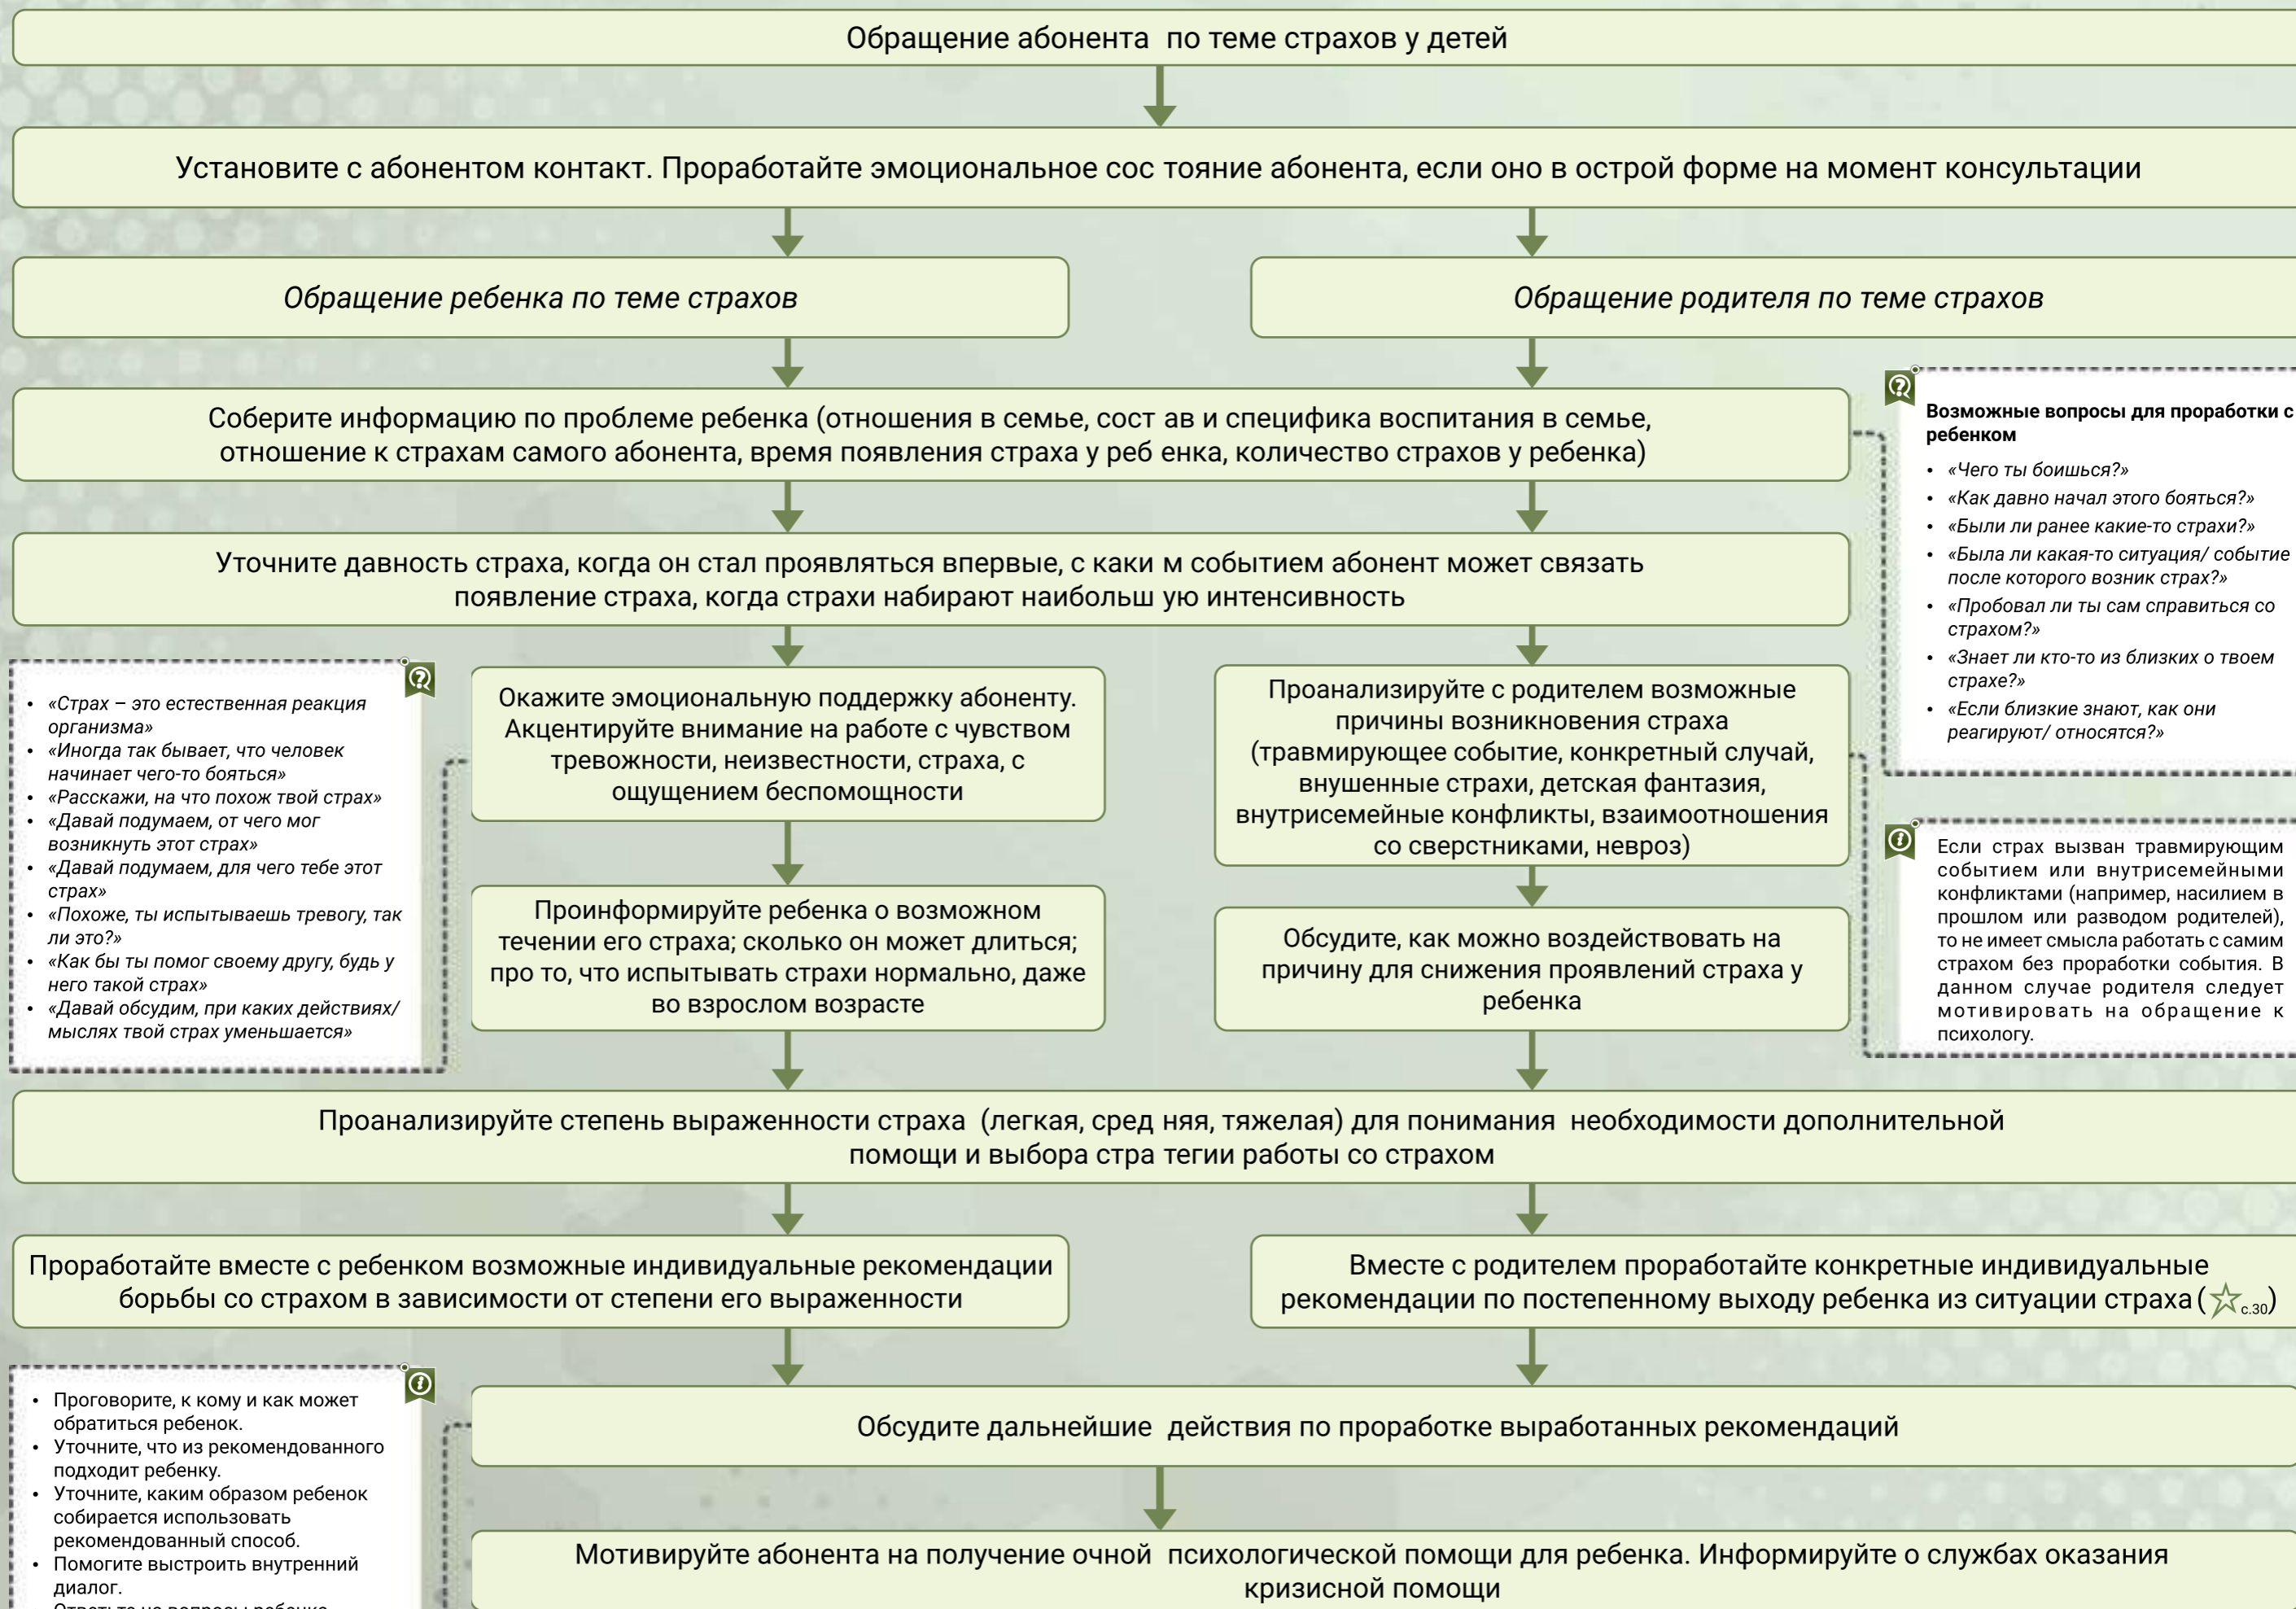 Обращение абонента по теме страхов у детей
Установите с абонентом контакт. Проработайте эмоциональное сос тояние абонента, если оно в острой форме на момент консультации
Обращение ребенка по теме страхов
Обращение родителя по теме страхов
Соберите информацию по проблеме ребенка (отношения в семье, сост ав и специфика воспитания в семье,
отношение к страхам самого абонента, время появления страха у реб енка, количество страхов у ребенка)
Возможные вопросы для проработки с
ребенком
• «Чего ты боишься?»
• «Как давно начал этого бояться?»
• «Были ли ранее какие-то страхи?»
• «Была ли какая-то ситуация/ событие
после которого возник страх?»
• «Пробовал ли ты сам справиться со
страхом?»
• «Знает ли кто-то из близких о твоем
страхе?»
• «Если близкие знают, как они
реагируют/ относятся?»
Уточните давность страха, когда он стал проявляться впервые, с каки м событием абонент может связать
появление страха, когда страхи набирают наибольш ую интенсивность
• «Страх – это естественная реакция
организма»
• «Иногда так бывает, что человек
начинает чего-то бояться»
• «Расскажи, на что похож твой страх»
• «Давай подумаем, от чего мог
возникнуть этот страх»
• «Давай подумаем, для чего тебе этот
страх»
• «Похоже, ты испытываешь тревогу, так
ли это?»
• «Как бы ты помог своему другу, будь у
него такой страх»
• «Давай обсудим, при каких действиях/
мыслях твой страх уменьшается»
Окажите эмоциональную поддержку абоненту.
Акцентируйте внимание на работе с чувством
тревожности, неизвестности, страха, с
ощущением беспомощности
Проинформируйте ребенка о возможном
течении его страха; сколько он может длиться;
про то, что испытывать страхи нормально, даже
во взрослом возрасте
Проанализируйте с родителем возможные
причины возникновения страха
(травмирующее событие, конкретный случай,
внушенные страхи, детская фантазия,
внутрисемейные конфликты, взаимоотношения
со сверстниками, невроз)
Обсудите, как можно воздействовать на
причину для снижения проявлений страха у
ребенка
Если страх вызван травмирующим
событием или внутрисемейными
конфликтами (например, насилием в
прошлом или разводом родителей),
то не имеет смысла работать с самим
страхом без проработки события. В
данном случае родителя следует
мотивировать на обращение к
психологу.
Проанализируйте степень выраженности страха (легкая, сред няя, тяжелая) для понимания необходимости дополнительной
помощи и выбора стра тегии работы со страхом
Проработайте вместе с ребенком возможные индивидуальные рекомендации
борьбы со страхом в зависимости от степени его выраженности
Вместе с родителем проработайте конкретные индивидуальные
рекомендации по постепенному выходу ребенка из ситуации страха ( с.30)
• Проговорите, к кому и как может
обратиться ребенок.
• Уточните, что из рекомендованного
подходит ребенку.
• Уточните, каким образом ребенок
собирается использовать
рекомендованный способ.
• Помогите выстроить внутренний
диалог.
Обсудите дальнейшие действия по проработке выработанных рекомендаций
Мотивируйте абонента на получение очной психологической помощи для ребенка. Информируйте о службах оказания
кризисной помощи